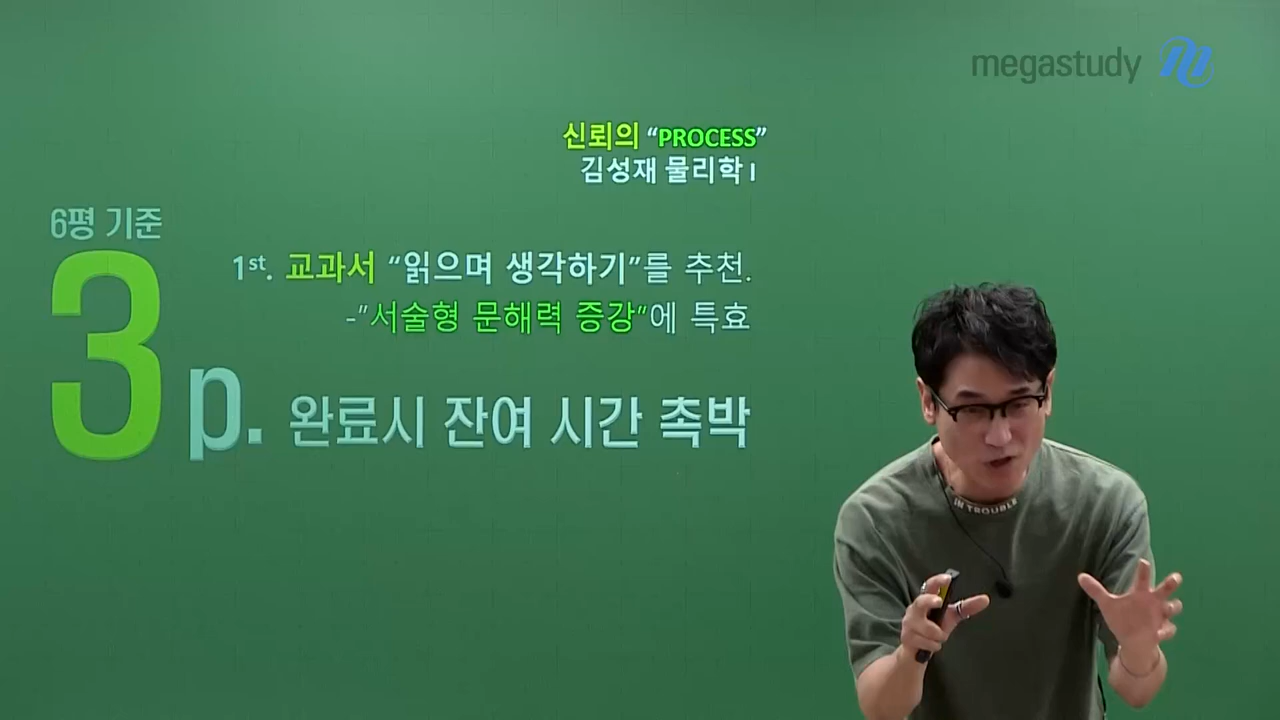 megastudy
신뢰의 “PROCESS”
김성재 물리학 I
6평 기준
1st. 교과서 “읽으며 생각하기”를 추천.
-”서술형 문해력 증강”에 특효
3p. 완료시 잔여 시간 촉박
IN TROUBLE